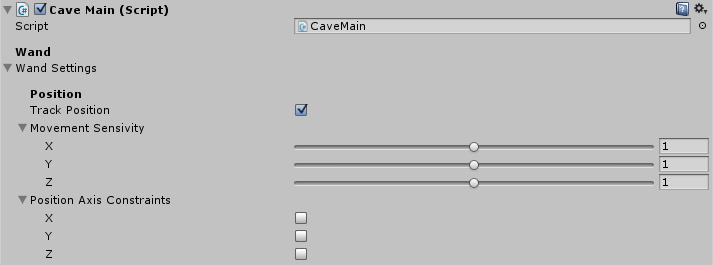 Cave Main (Script)
Script CaveMain
Wand
Wand Settings
Position
Track Position
Movement Sensivity
X 1
Y 1
Z 1
Position Axis Constraints
X
Y
Z